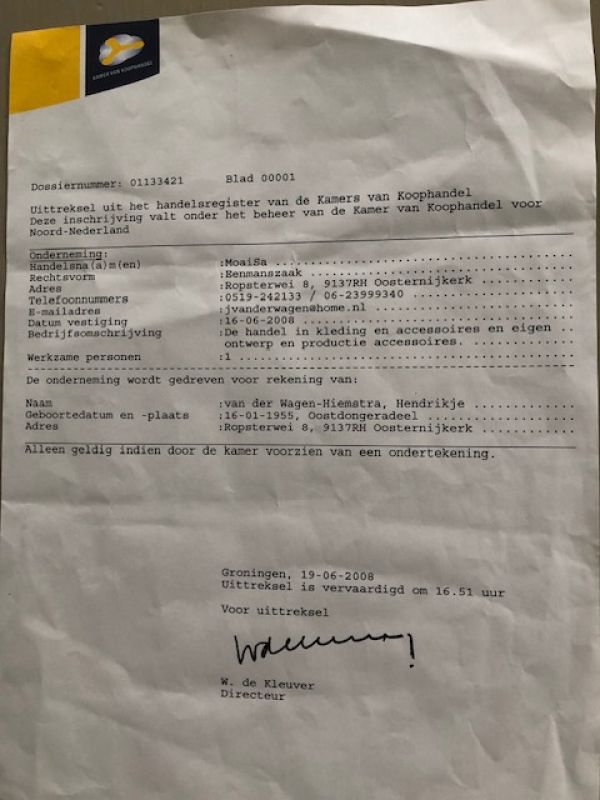 KAMER VAN KOOPHANDEL
Dossiernummer: 01133421 Blad 00001
Uittreksel uit het handelsregister van de Kamers van Koophandel
Deze inschrijving valt onder het beheer van de Kamer van Koophandel voor
Noord-Nederland
Onderneming:
Handelsna(a)m(en) :MoaiSa
Rechtsvorm :Eenmanszaak
Adres :Ropsterwei 8, 9137RH Oosternijkerk
Telefoonnummers :0519-242133 / 06-23999340
E-mailadres :jvanderwagen@home.nl
Datum vestiging :16-06-2008
Bedrijfsomschrijving :De handel in kleding en accessoires en eigen
ontwerp en productie accessoires.
Werkzame personen :1
De onderneming wordt gedreven voor rekening van:
Naam :van der Wagen-Hiemstra, Hendrikje
Geboortedatum en -plaats :16-01-1955, Oostdongeradeel
Adres :Ropsterwei 8, 9137RH Oosternijkerk
Alleen geldig indien door de kamer voorzien van een ondertekening.
Groningen, 19-06-2008
Uittreksel is vervaardigd om 16.51 uur
Voor uittreksel
W. de Kleuver
Directeur